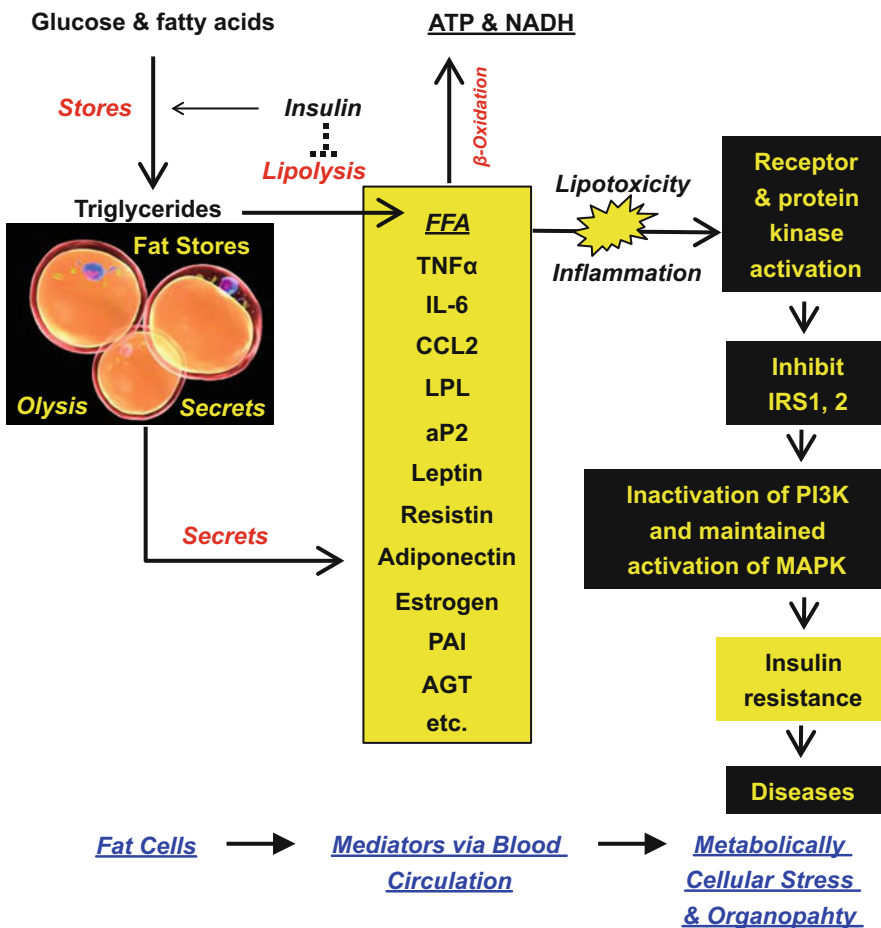 Glucose & fatty acids
ATP & NADH
Stores
Insulin
β-Oxidation
Lipolysis
Triglycerides
Fat Stores
Olysis
Secrets
Secrets
FFA
TNFα
IL-6
CCL2
LPL
aP2
Leptin
Resistin
Adiponectin
Estrogen
PAI
AGT
etc.
Lipotoxicity
Inflammation
Receptor
& protein
kinase
activation
Inhibit
IRS1, 2
Inactivation of PI3K
and maintained
activation of MAPK
Insulin
resistance
Diseases
Fat Cells
Mediators via Blood
Circulation
Metabolically
Cellular Stress
& Organopahty